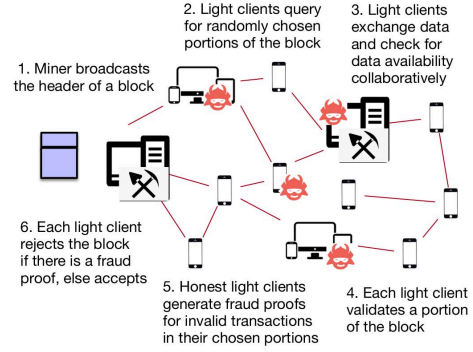 1. Miner broadcasts
the header of a block
2. Light clients query
for randomly chosen
portions of the block
3. Light clients
exchange data
and check for
data availability
collaboratively
4. Each light client
validates a portion
of the block
5. Honest light clients
generate fraud proofs
for invalid transactions
in their chosen portions
6. Each light client
rejects the block
if there is a fraud
proof, else accepts